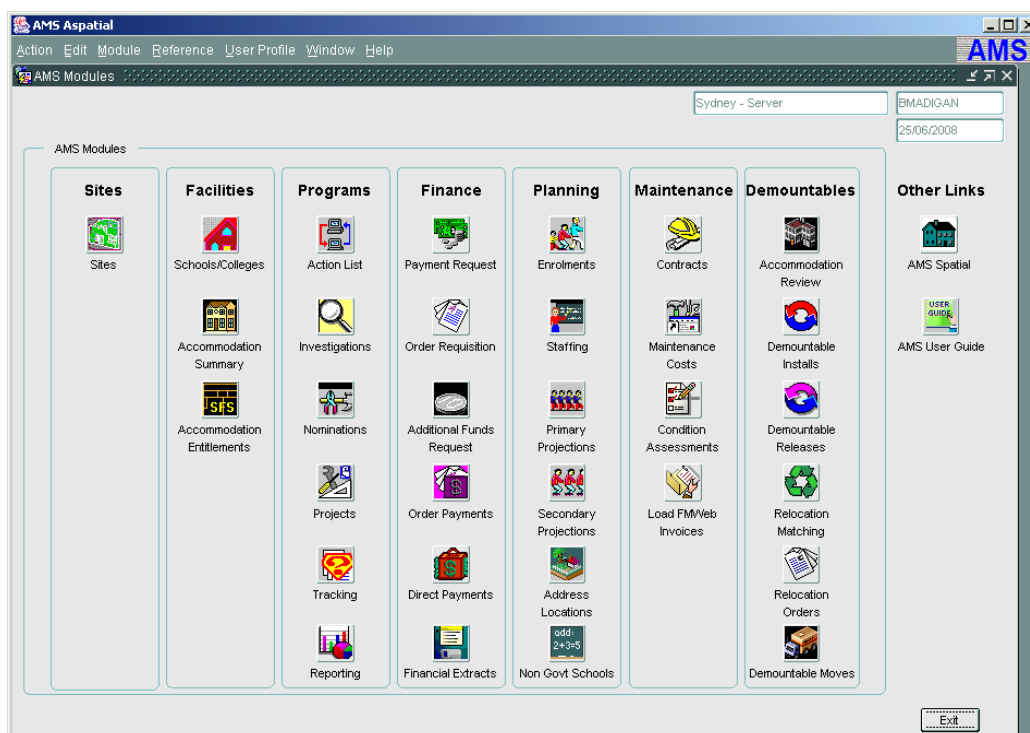 AMS Aspatial
Action Edit Module Reference User Profile Window Help
AMS
AMS Modules
Sydney - Server
BMADIGAN
25/06/2008
AMS Modules
Sites
Facilities
Programs
Finance
Planning
Maintenance
Demountables
Other Links
Sites
Schools/Colleges
Action List
Payment Request
Enrolments
Contracts
Accommodation
Review
AMS Spatial
USER
GUIDE
Accommodation
Summary
Investigations
Order Requisition
Staffing
Maintenance
Costs
Demountable
Installs
AMS User Guide
SFS
Accommodation
Entitlements
Nominations
Additional Funds
Request
Primary
Projections
Condition
Assessments
Demountable
Releases
Projects
Order Payments
Secondary
Projections
Load FMWeb
Invoices
Relocation
Matching
Tracking
Direct Payments
Address
Locations
Relocation
Orders
add:
2+3=5
Reporting
Financial Extracts
Non Govt Schools
Demountable Moves
Exit